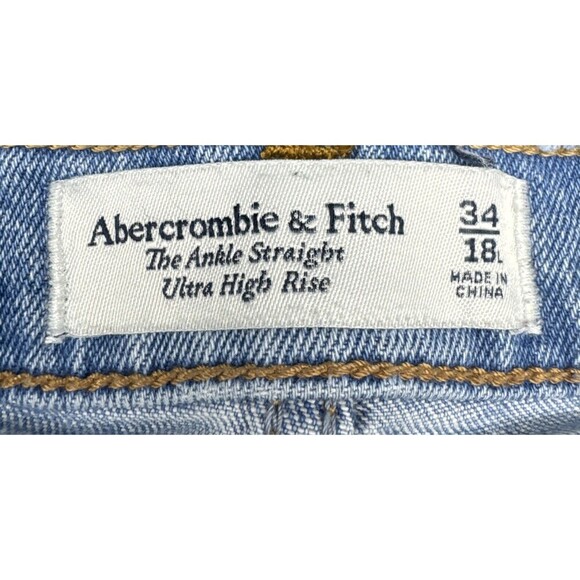 Abercrombie & Fitch
The Ankle Straight
Ultra High Rise
34
18L
MADE IN
CHINA